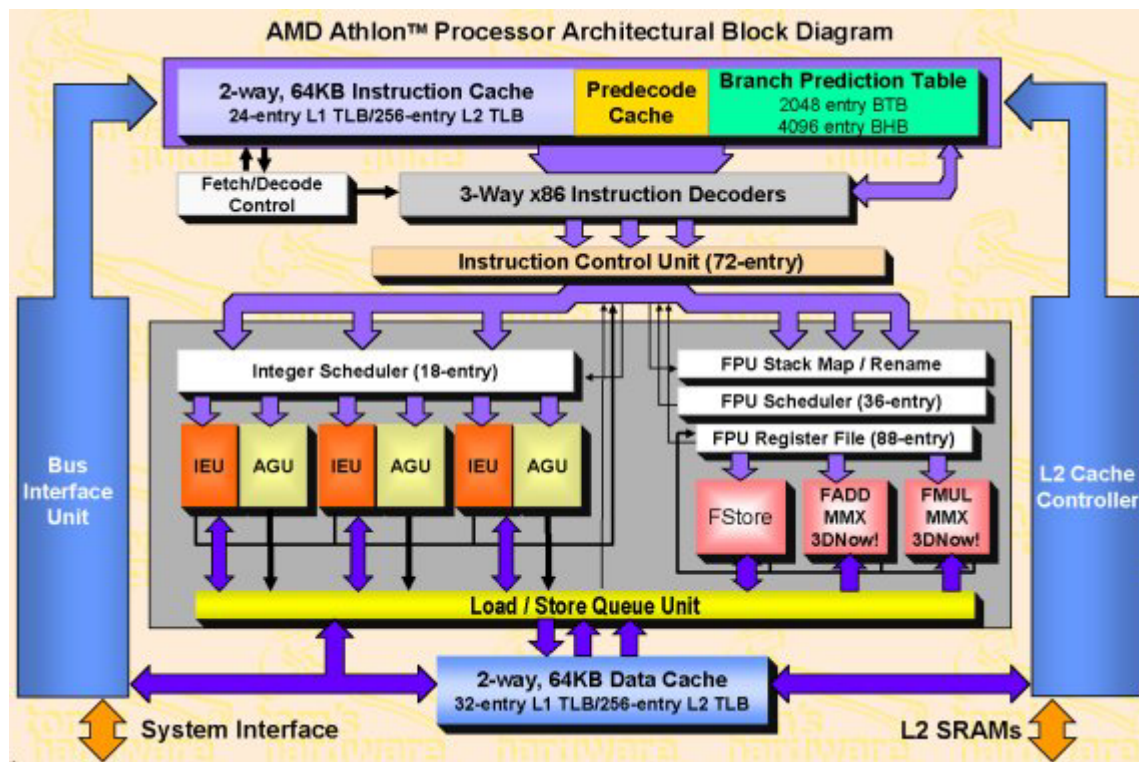 AMD Athlon™ Processor Architectural Block Diagram
2-way, 64KB Instruction Cache
24-entry L1 TLB/256-entry L2 TLB
Predecode
Cache
Branch Prediction Table
2048 entry BTB
4096 entry BHB
Fetch/Decode
Control
3-Way x86 Instruction Decoders
Instruction Control Unit (72-entry)
Integer Scheduler (18-entry)
FPU Stack Map / Rename
FPU Scheduler (36-entry)
FPU Register File (88-entry)
Bus
Interface
Unit
IEU
AGU
IEU
AGU
IEU
AGU
FStore
FADD
MMX
3DNow!
FMUL
MMX
3DNow!
L2 Cache
Controller
Load / Store Queue Unit
2-way, 64KB Data Cache
32-entry L1 TLB/256-entry L2 TLB
System Interface
L2 SRAMs
tom's
hardware